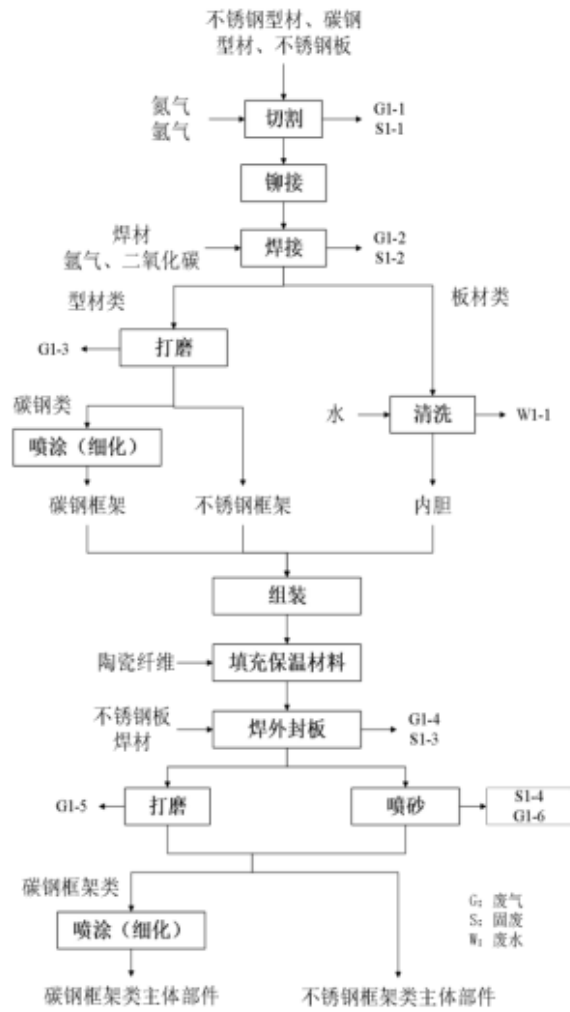 不锈钢型材、碳钢
型材、不锈钢板
氮气
氩气
切割
G1-1
S1-1
铆接
焊材
氩气、二氧化碳
焊接
G1-2
S1-2
型材类
板材类
G1-3
打磨
碳钢类
水
清洗
W1-1
喷涂（细化）
碳钢框架
不锈钢框架
内胆
组装
陶瓷纤维
填充保温材料
不锈钢板
焊材
焊外封板
G1-4
S1-3
G1-5
打磨
喷砂
S1-4
G1-6
碳钢框架类
喷涂（细化）
G：废气
S：固废
W：废水
碳钢框架类主体部件
不锈钢框架类主体部件